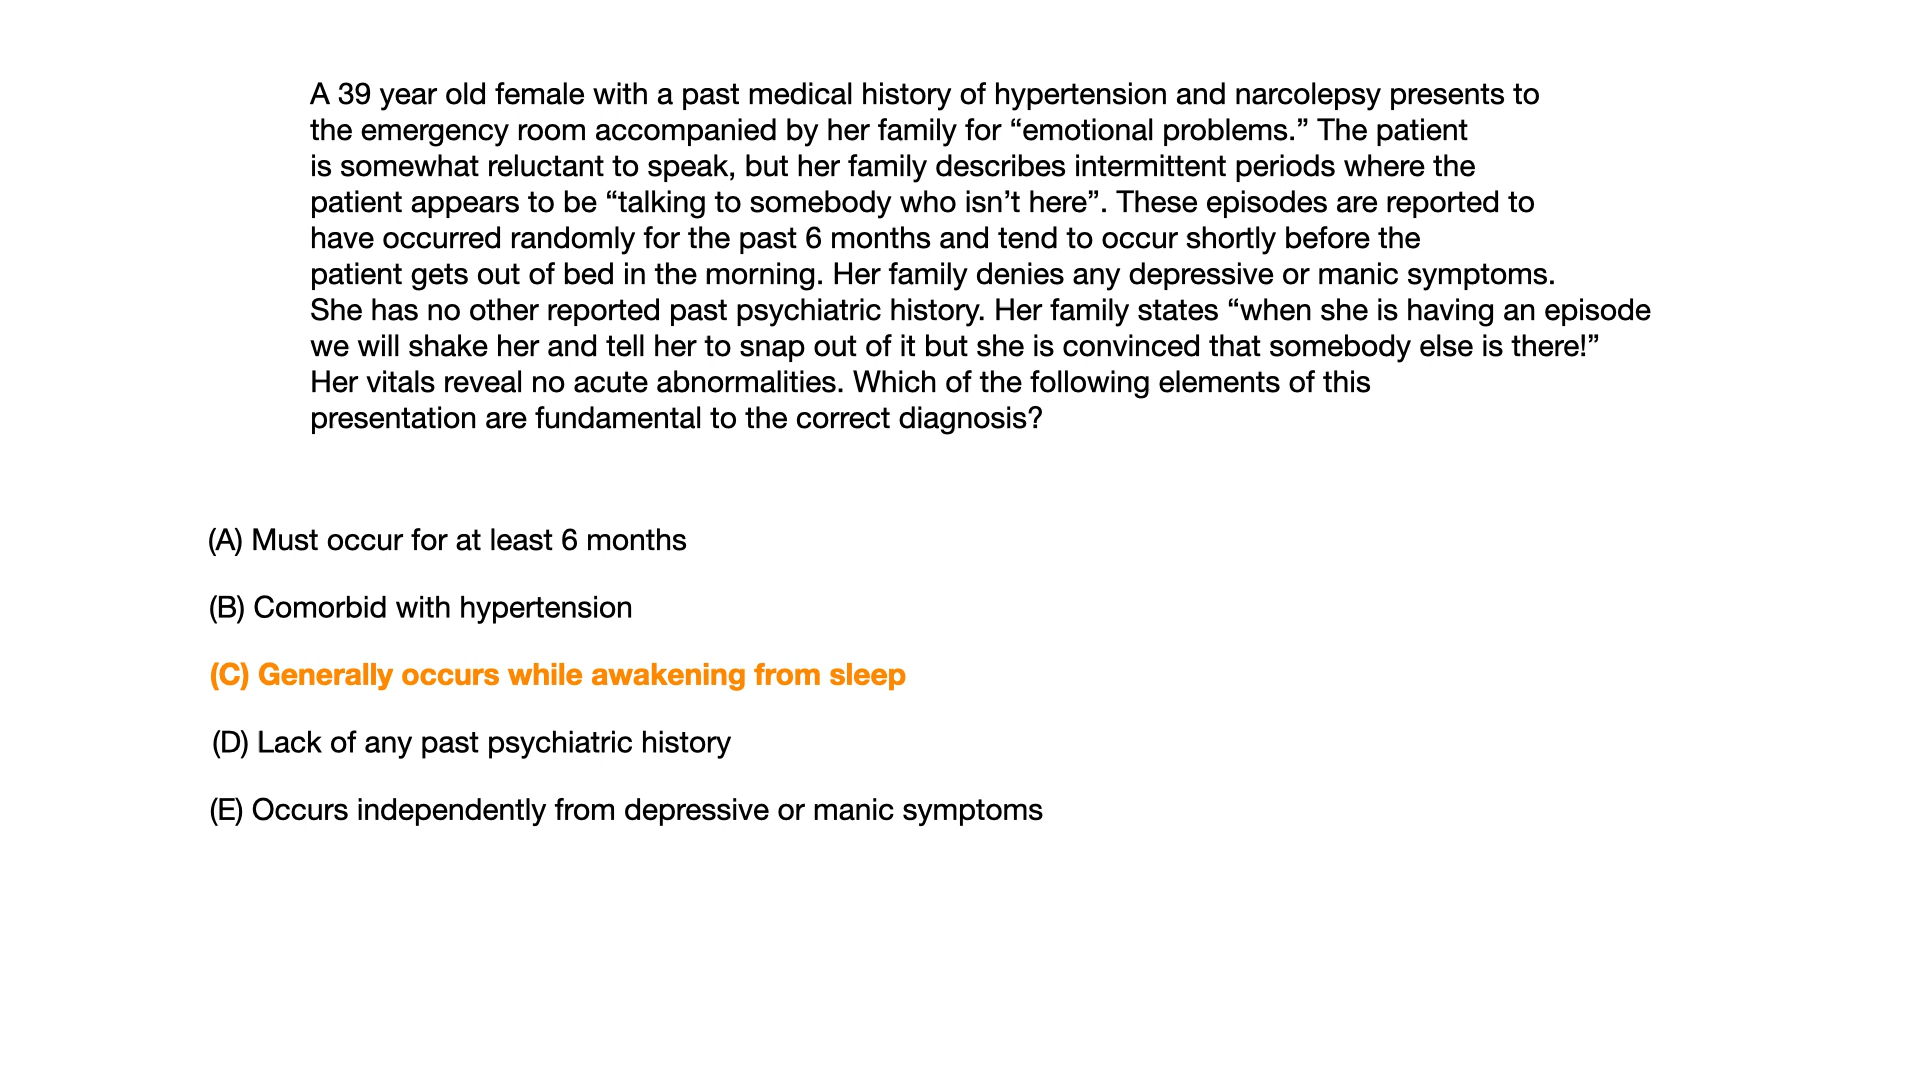 A 39 year old female with a past medical history of hypertension and narcolepsy presents to
the emergency room accompanied by her family for “emotional problems.” The patient
is somewhat reluctant to speak, but her family describes intermittent periods where the
patient appears to be “talking to somebody who isn’t here”. These episodes are reported to
have occurred randomly for the past 6 months and tend to occur shortly before the
patient gets out of bed in the morning. Her family denies any depressive or manic symptoms.
She has no other reported past psychiatric history. Her family states “when she is having an episode
we will shake her and tell her to snap out of it but she is convinced that somebody else is there!”
Her vitals reveal no acute abnormalities. Which of the following elements of this
presentation are fundamental to the correct diagnosis?
(A) Must occur for at least 6 months
(B) Comorbid with hypertension
(C) Generally occurs while awakening from sleep
(D) Lack of any past psychiatric history
(E) Occurs independently from depressive or manic symptoms